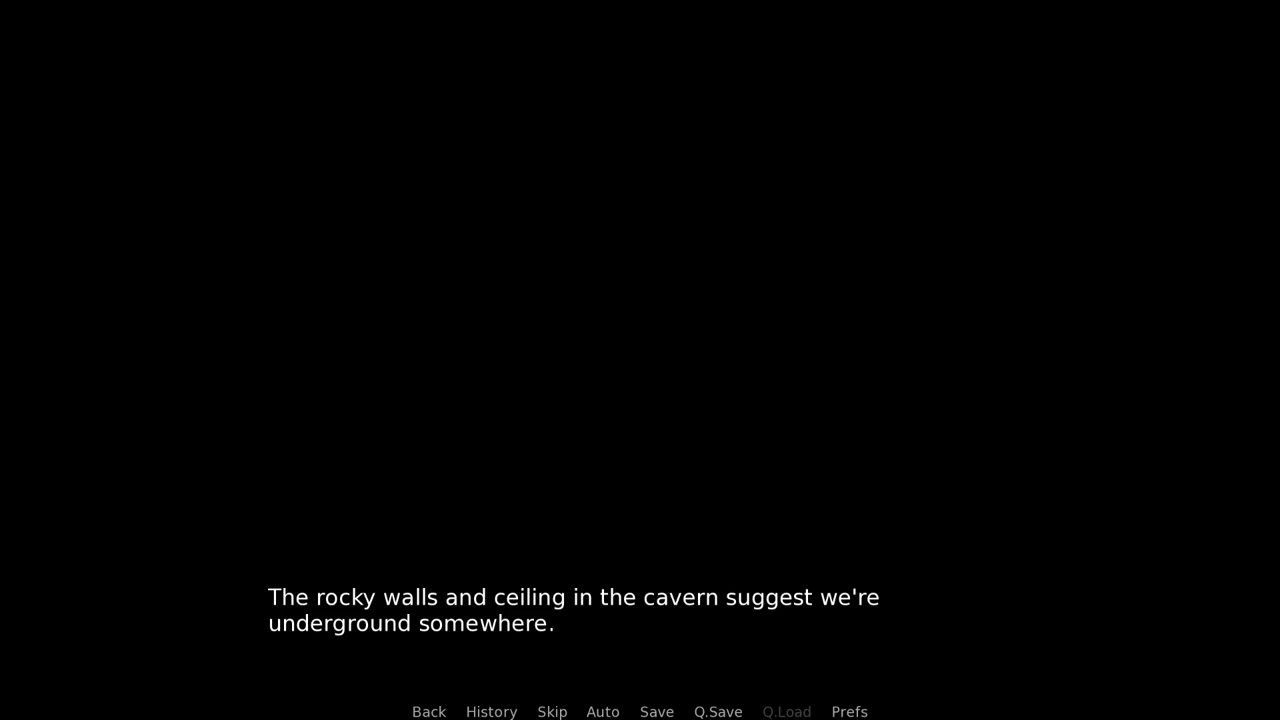 The rocky walls and ceiling in the cavern suggest we're
underground somewhere.
Back History Skip Auto Save Q.Save Q.Load Prefs